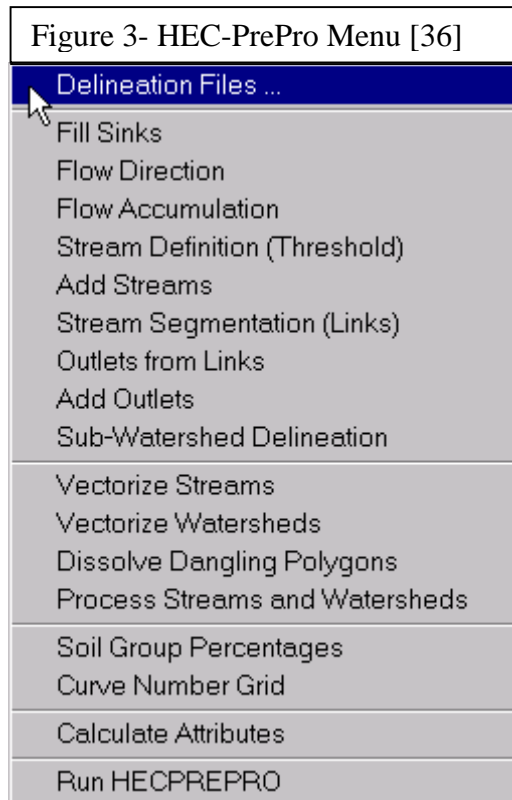 Figure 3- HEC-PrePro Menu [36]
Delineation Files ...
Fill Sinks
Flow Direction
Flow Accumulation
Stream Definition (Threshold)
Add Streams
Stream Segmentation (Links)
Outlets from Links
Add Outlets
Sub-Watershed Delineation
Vectorize Streams
Vectorize Watersheds
Dissolve Dangling Polygons
Process Streams and Watersheds
Soil Group Percentages
Curve Number Grid
Calculate Attributes
Run HECPREPRO